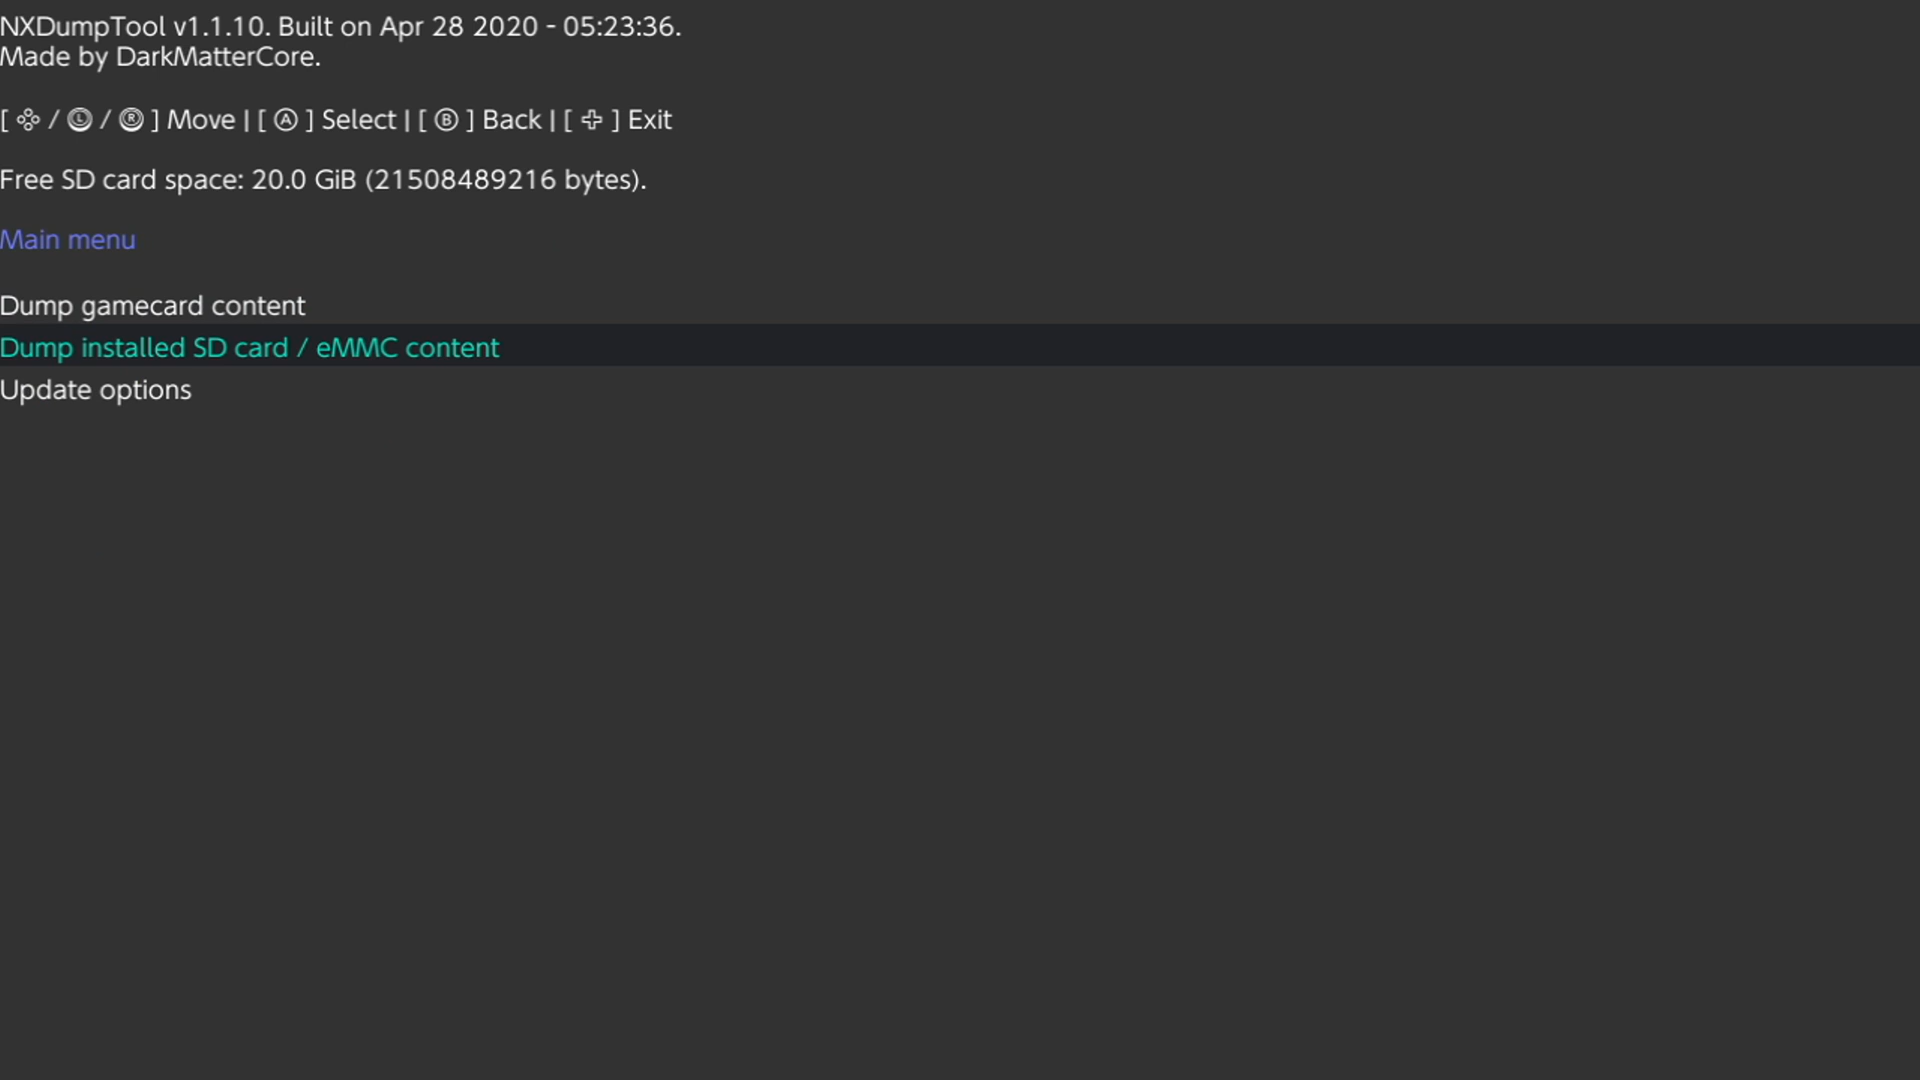 NXDumpTool v1.1.10. Built on Apr 28 2020 - 05:23:36.
Made by DarkMatterCore.
[ / Ⓛ / Ⓡ ] Move | [ Ⓐ ] Select | [ Ⓑ ] Back | [ ✚ ] Exit
Free SD card space: 20.0 GiB (21508489216 bytes).
Main menu
Dump gamecard content
Dump installed SD card / eMMC content
Update options